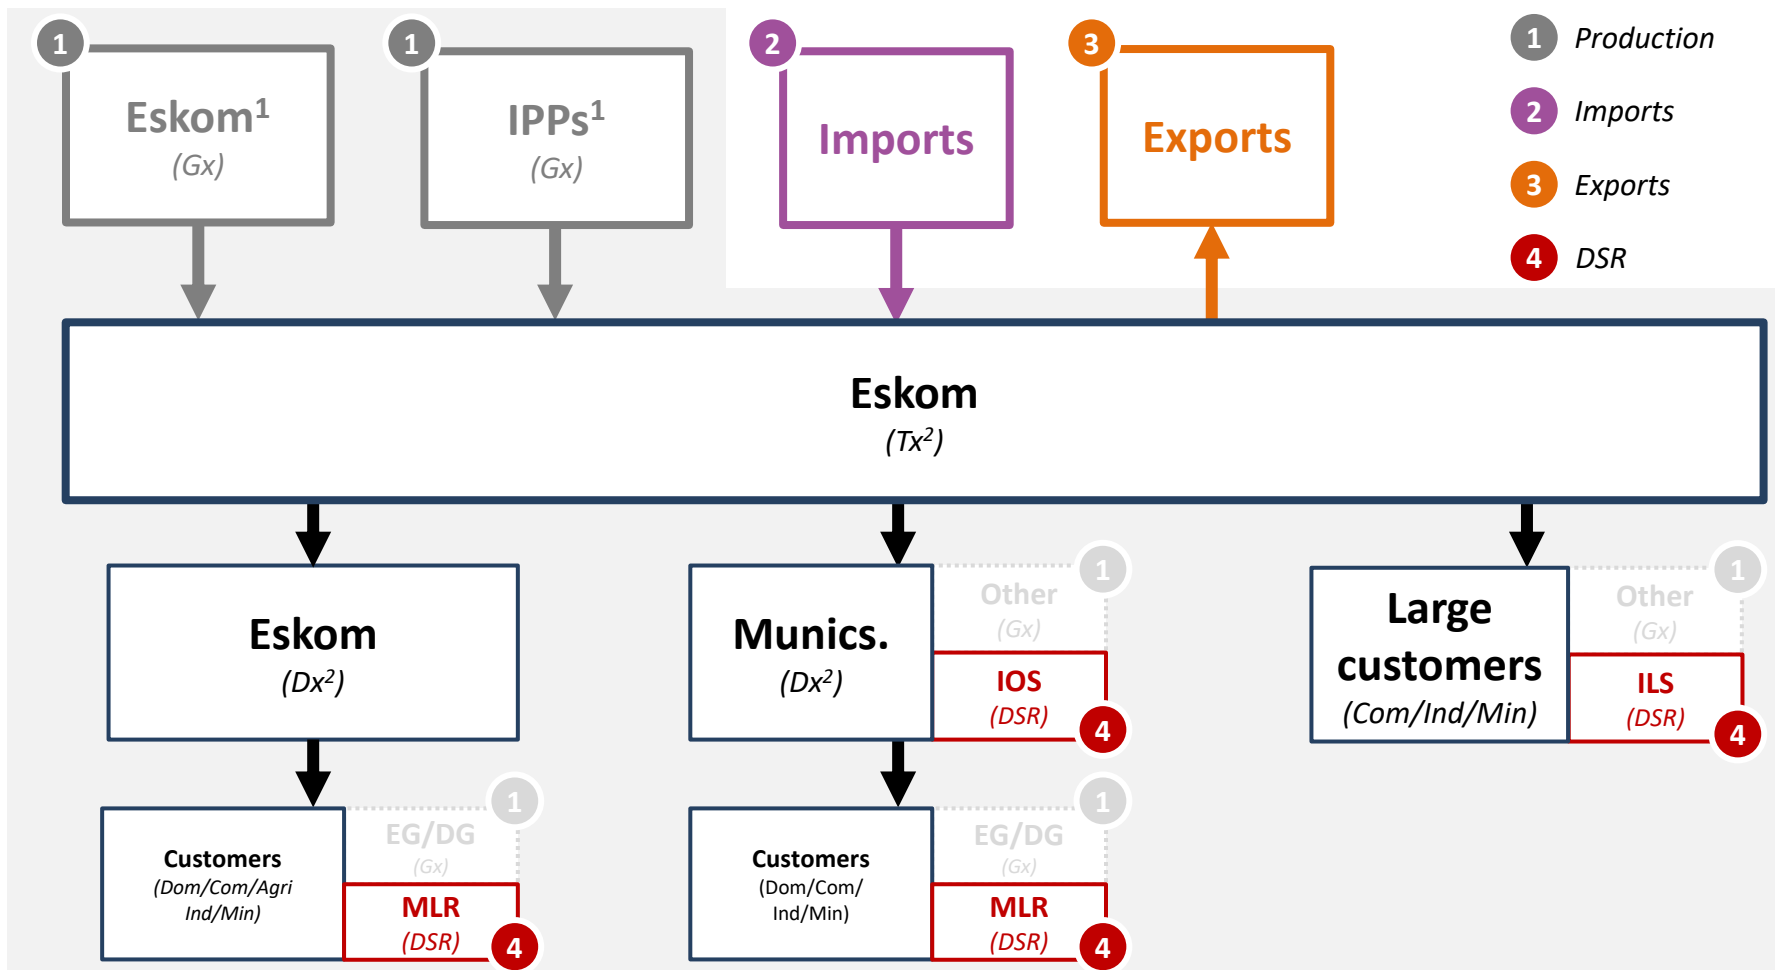 1
Eskom¹
(Gx)
1
IPPs¹
(Gx)
2
Imports
3
Exports
1 Production
2 Imports
3 Exports
4 DSR
Eskom
(Tx²)
Eskom
(Dx²)
Munics.
(Dx²)
1
Other
(Gx)
IOS
(DSR)
4
Large
customers
(Com/Ind/Min)
1
Other
(Gx)
ILS
(DSR)
4
Customers
(Dom/Com/Agri
Ind/Min)
1
EG/DG
(Gx)
MLR
(DSR)
4
Customers
(Dom/Com/
Ind/Min)
1
EG/DG
(Gx)
MLR
(DSR)
4